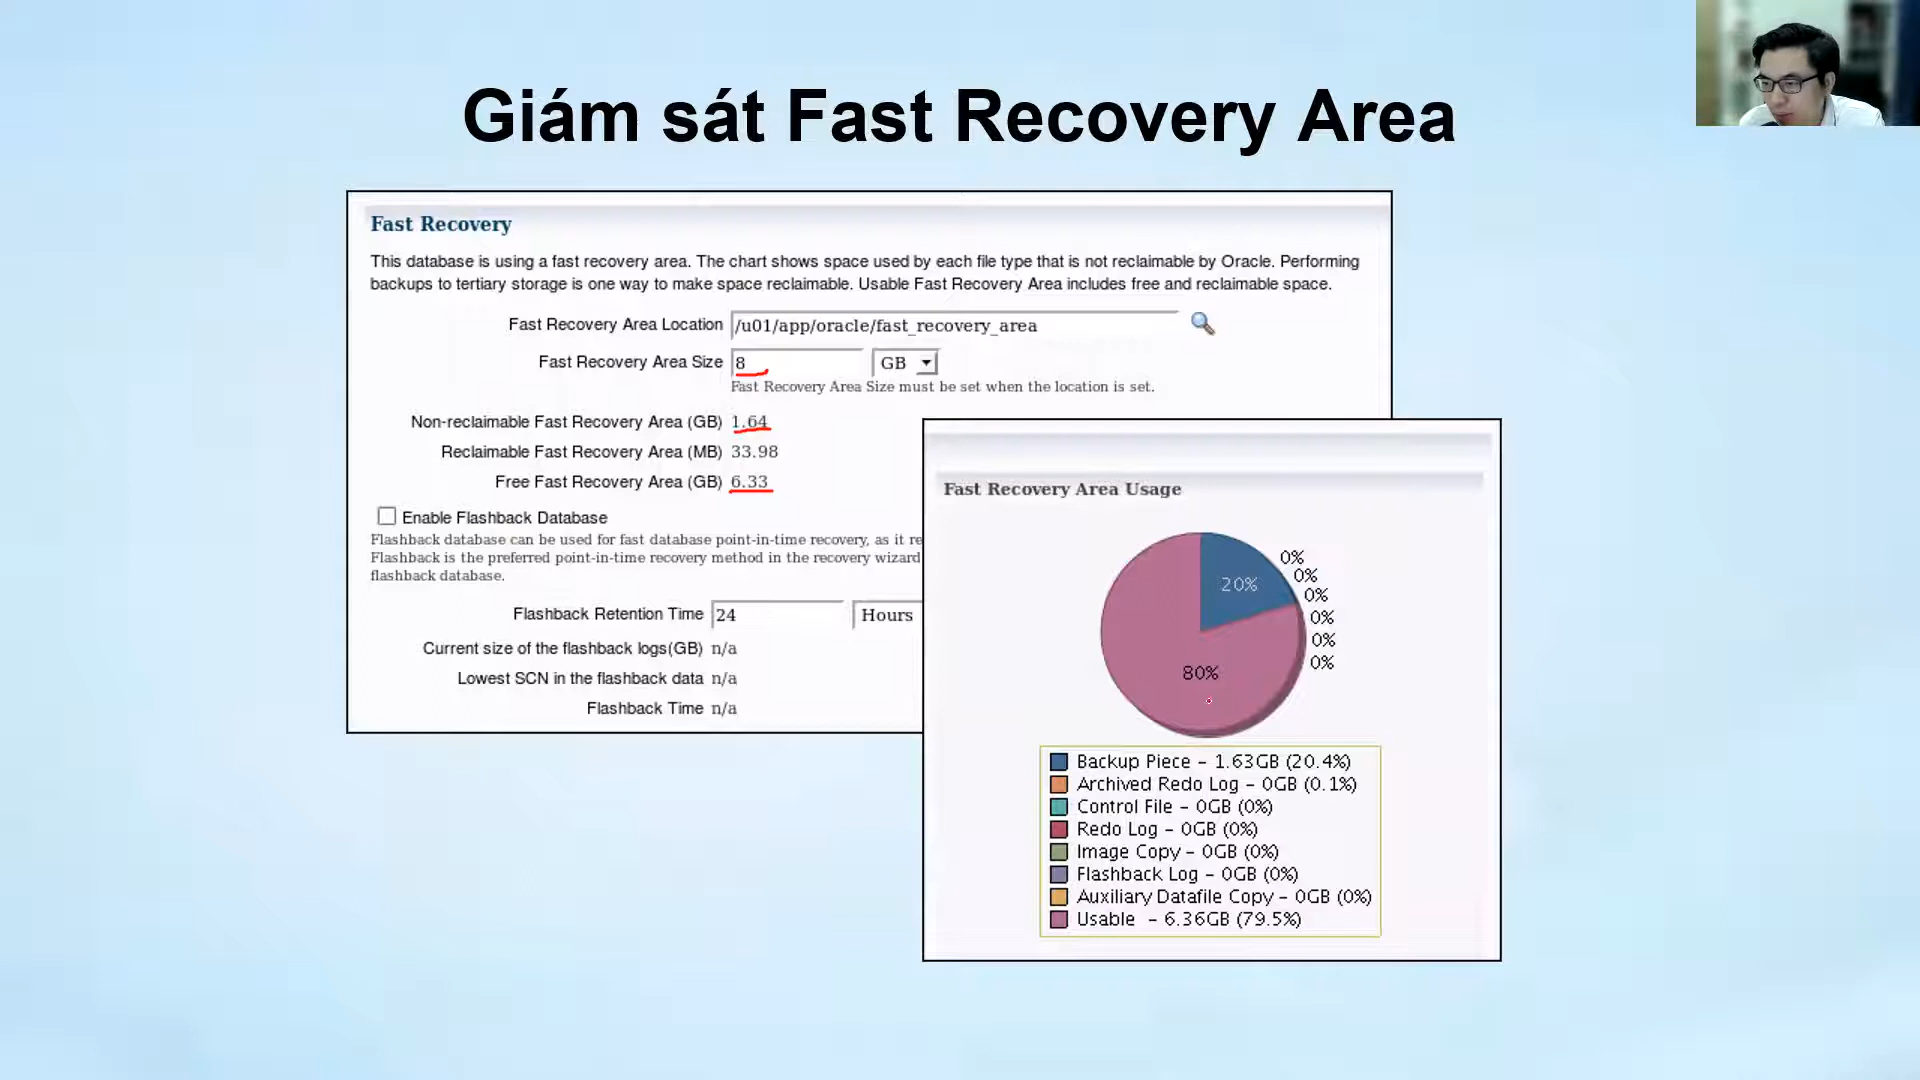 Giám sát Fast Recovery Area
Fast Recovery
This database is using a fast recovery area. The chart shows space used by each file type that is not reclaimable by Oracle. Performing
backups to tertiary storage is one way to make space reclaimable. Usable Fast Recovery Area includes free and reclaimable space.
Fast Recovery Area Location /u01/app/oracle/fast_recovery_area
Fast Recovery Area Size 8 GB
Fast Recovery Area Size must be set when the location is set.
Non-reclaimable Fast Recovery Area (GB) 1.64
Reclaimable Fast Recovery Area (MB) 33.98
Free Fast Recovery Area (GB) 6.33
Enable Flashback Database
Flashback database can be used for fast database point-in-time recovery, as it re
Flashback is the preferred point-in-time recovery method in the recovery wizard
flashback database.
Flashback Retention Time 24 Hours
Current size of the flashback logs(GB) n/a
Lowest SCN in the flashback data n/a
Flashback Time n/a
Fast Recovery Area Usage
20%
0%
0%
0%
0%
0%
0%
80%
Backup Piece - 1.63GB (20.4%)
Archived Redo Log - 0GB (0.1%)
Control File - 0GB (0%)
Redo Log - 0GB (0%)
Image Copy - 0GB (0%)
Flashback Log - 0GB (0%)
Auxiliary Datafile Copy - 0GB (0%)
Usable - 6.36GB (79.5%)